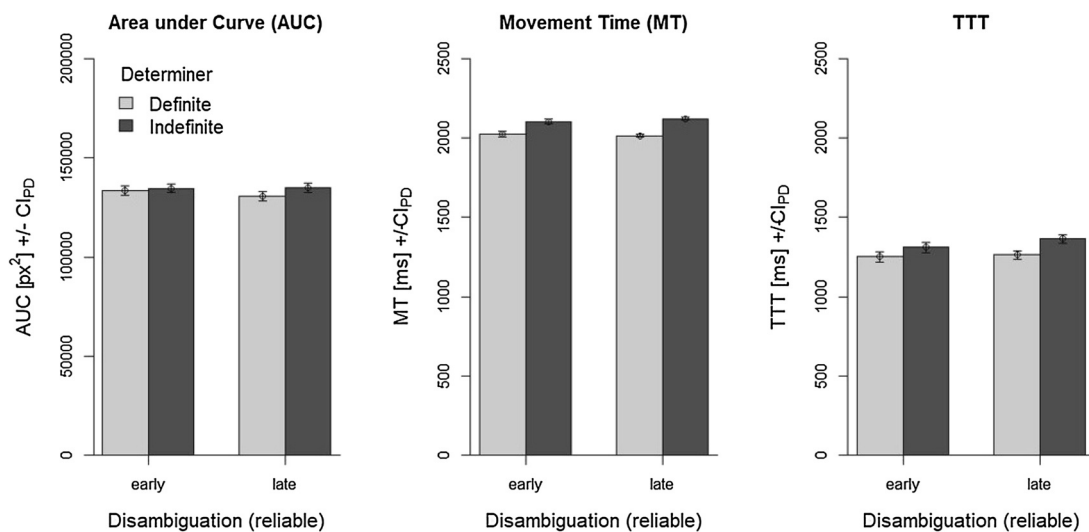 Area under Curve (AUC)
AUC [px²] +/- CI_PD
200000
150000
100000
50000
0
Determiner
Definite
Indefinite
early
late
Disambiguation (reliable)
Movement Time (MT)
MT [ms] +/-CI_PD
2500
2000
1500
1000
500
0
early
late
Disambiguation (reliable)
TTT
TTT [ms] +/-CI_PD
2500
2000
1500
1000
500
0
early
late
Disambiguation (reliable)